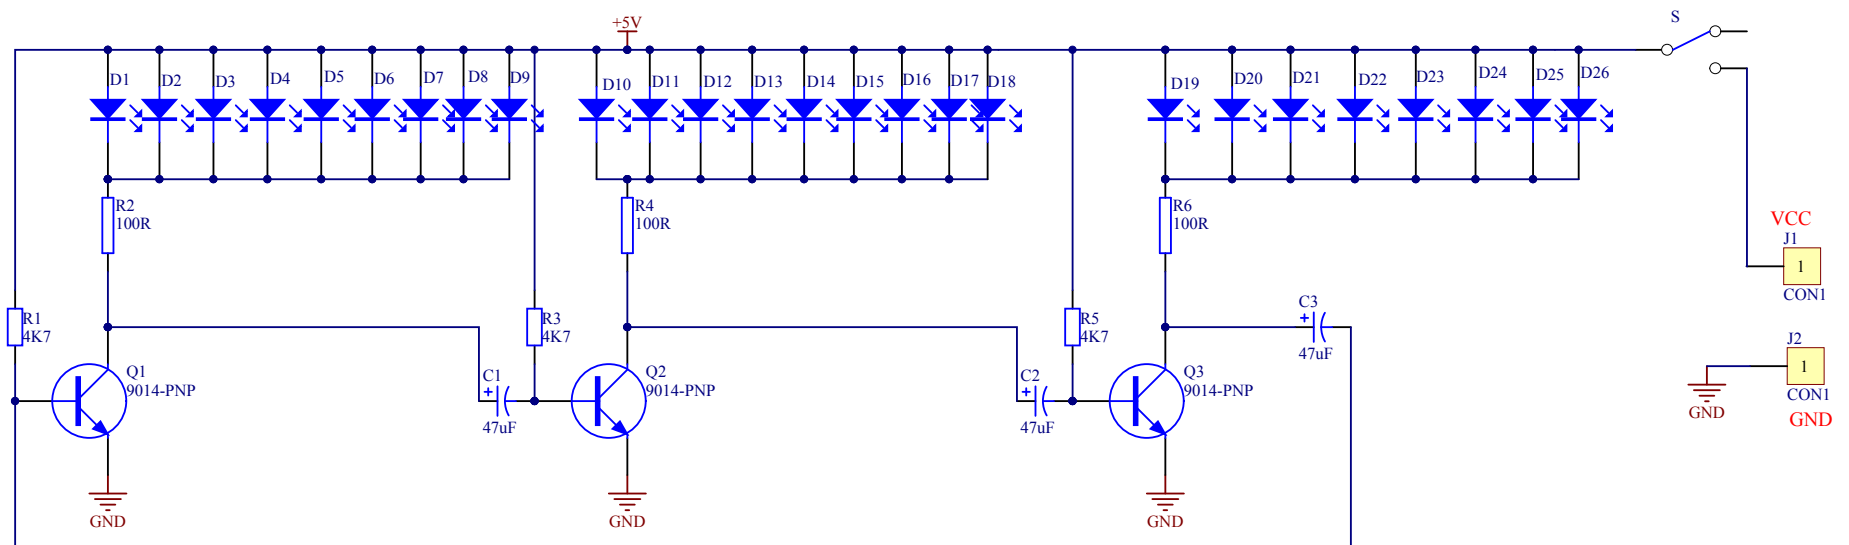 +5V
S
D1
D2
D3
D4
D5
D6
D7
D8
D9
D10
D11
D12
D13
D14
D15
D16
D17
D18
D19
D20
D21
D22
D23
D24
D25
D26
R2
100R
R4
100R
R6
100R
VCC
J1
1
CON1
R1
4K7
R3
4K7
R5
4K7
C3
+
47uF
J2
1
CON1
GND
Q1
9014-PNP
C1
+
47uF
Q2
9014-PNP
C2
+
47uF
Q3
9014-PNP
GND
GND
GND
GND